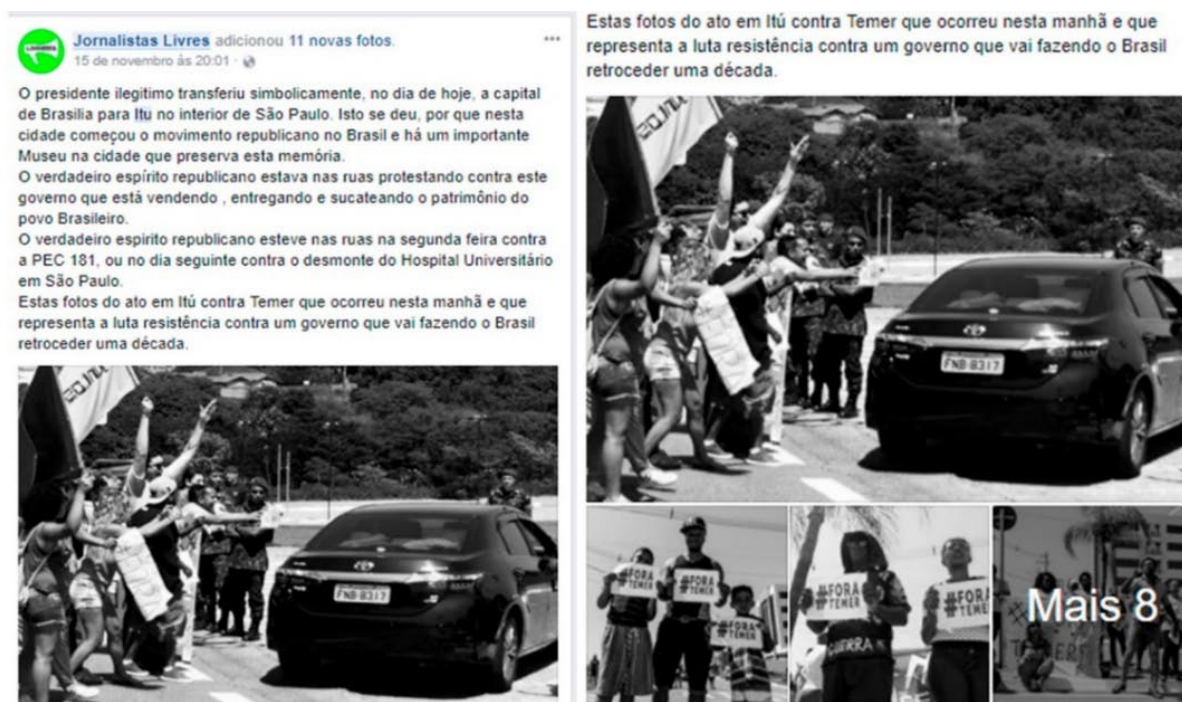 Jornalistas Livres adicionou 11 novas fotos.
15 de novembro às 20:01 ·
O presidente ilegitimo transferiu simbolicamente, no dia de hoje, a capital
de Brasilia para Itu no interior de São Paulo. Isto se deu, por que nesta
cidade começou o movimento republicano no Brasil e há um importante
Museu na cidade que preserva esta memória.
O verdadeiro espírito republicano estava nas ruas protestando contra este
governo que está vendendo , entregando e sucateando o patrimônio do
povo Brasileiro.
O verdadeiro espirito republicano esteve nas ruas na segunda feira contra
a PEC 181, ou no dia seguinte contra o desmonte do Hospital Universitário
em São Paulo.
Estas fotos do ato em Itú contra Temer que ocorreu nesta manhã e que
representa a luta resistência contra um governo que vai fazendo o Brasil
retroceder uma década.
FNB 8317
Estas fotos do ato em Itú contra Temer que ocorreu nesta manhã e que
representa a luta resistência contra um governo que vai fazendo o Brasil
retroceder uma década.
FNB 8317
#FORA
TEMER
#FORA
TEMER
#FORA
TEMER
#FORA
TEMER
GUERRA
#FORA
TEMER
Mais 8